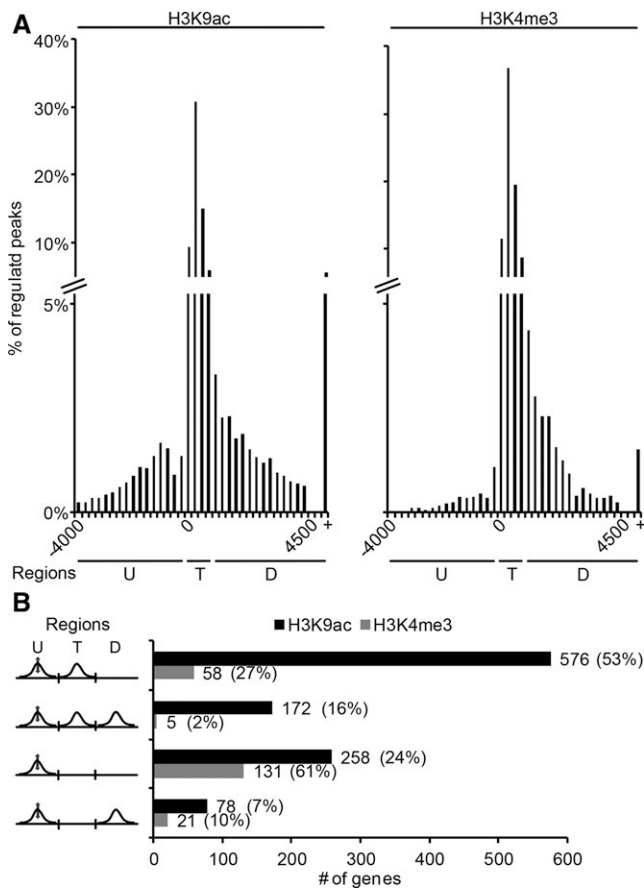 A
H3K9ac
H3K4me3
% of regulatd peaks
40%
30%
20%
10%
5%
0%
-4000
0
4500 +
-4000
0
4500 +
Regions
U
T
D
U
T
D
B
Regions
U T D
H3K9ac H3K4me3
576 (53%)
58 (27%)
172 (16%)
5 (2%)
258 (24%)
131 (61%)
78 (7%)
21 (10%)
0 100 200 300 400 500 600
# of genes